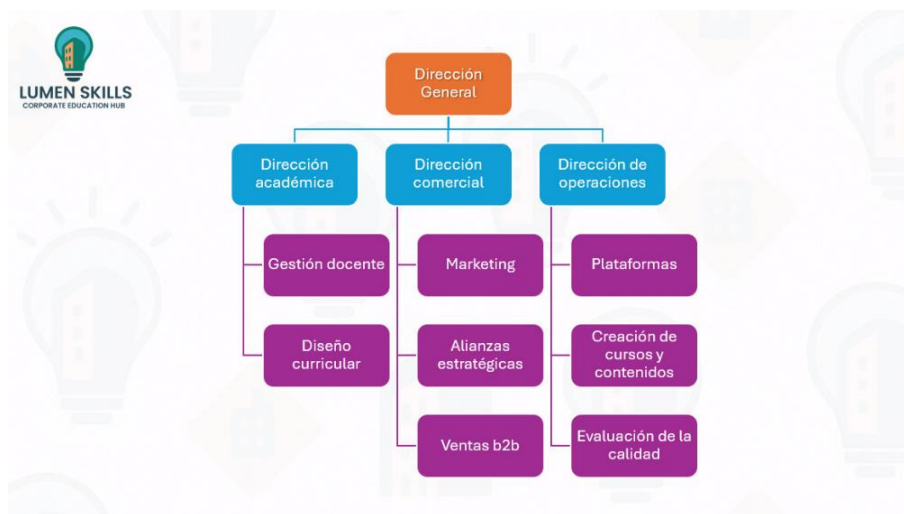 LUMEN SKILLS
CORPORATE EDUCATION HUB
Dirección
General
Dirección
académica
Dirección
comercial
Dirección de
operaciones
Gestión docente
Marketing
Plataformas
Diseño
curricular
Alianzas
estratégicas
Creación de
cursos y
contenidos
Ventas b2b
Evaluación de la
calidad